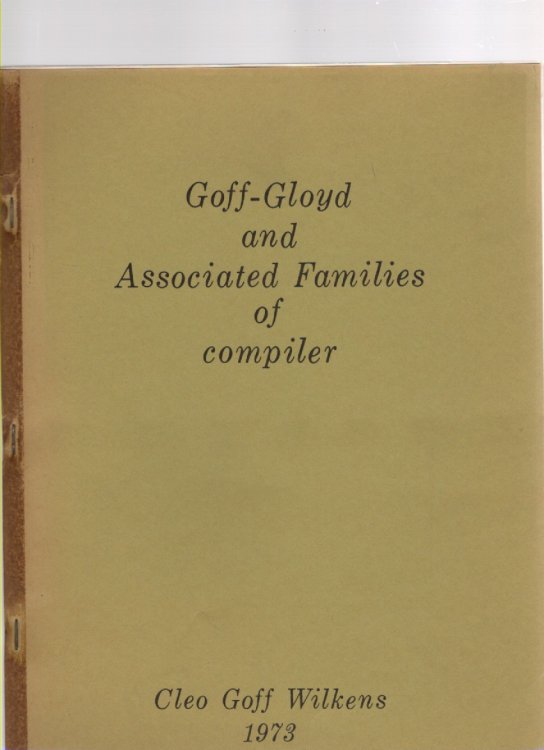 Goff-Gloyd
and
Associated Families
of
compiler
Cleo Goff Wilkens
1973